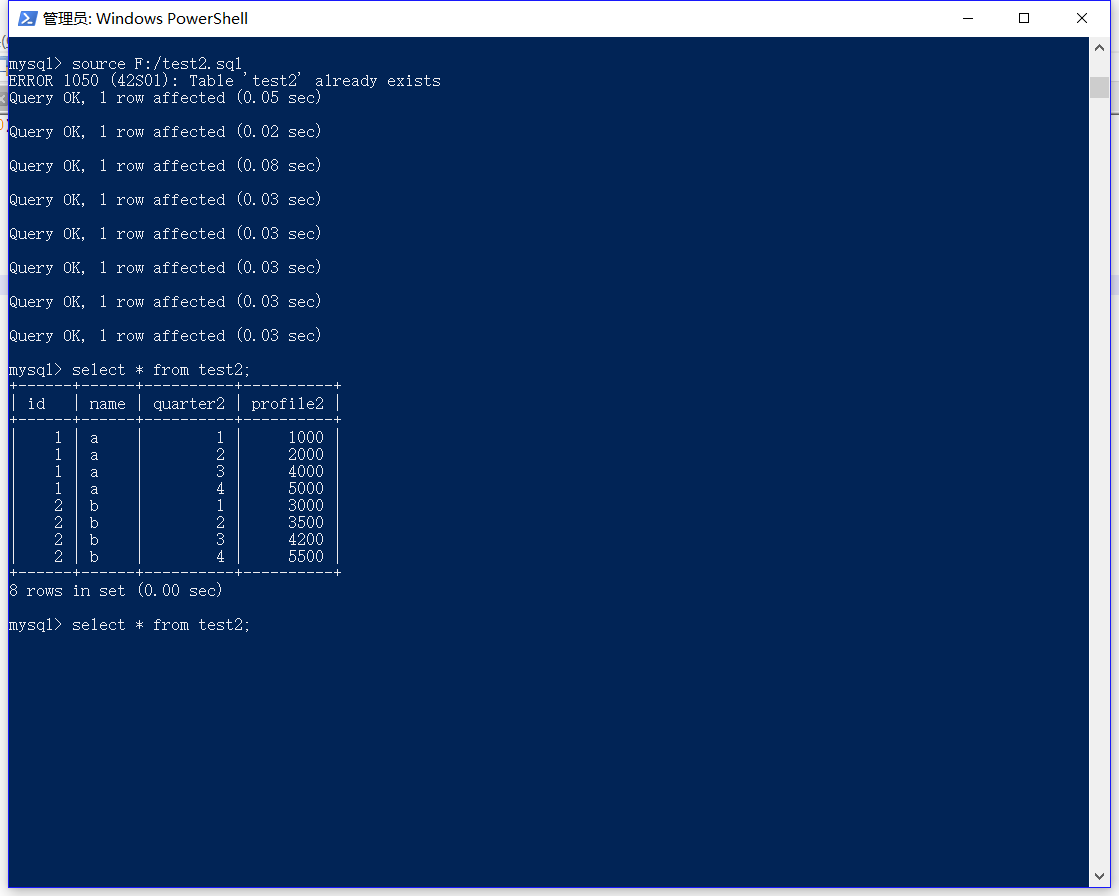 管理员: Windows PowerShell
mysql> source F:/test2.sql
ERROR 1050 (42S01): Table 'test2' already exists
Query OK, 1 row affected (0.05 sec)
Query OK, 1 row affected (0.02 sec)
Query OK, 1 row affected (0.08 sec)
Query OK, 1 row affected (0.03 sec)
Query OK, 1 row affected (0.03 sec)
Query OK, 1 row affected (0.03 sec)
Query OK, 1 row affected (0.03 sec)
Query OK, 1 row affected (0.03 sec)
mysql> select * from test2;
+------+------+----------+----------+
| id   | name | quarter2 | profile2 |
+------+------+----------+----------+
|    1 | a    |        1 |     1000 |
|    1 | a    |        2 |     2000 |
|    1 | a    |        3 |     4000 |
|    1 | a    |        4 |     5000 |
|    2 | b    |        1 |     3000 |
|    2 | b    |        2 |     3500 |
|    2 | b    |        3 |     4200 |
|    2 | b    |        4 |     5500 |
+------+------+----------+----------+
8 rows in set (0.00 sec)
mysql> select * from test2;